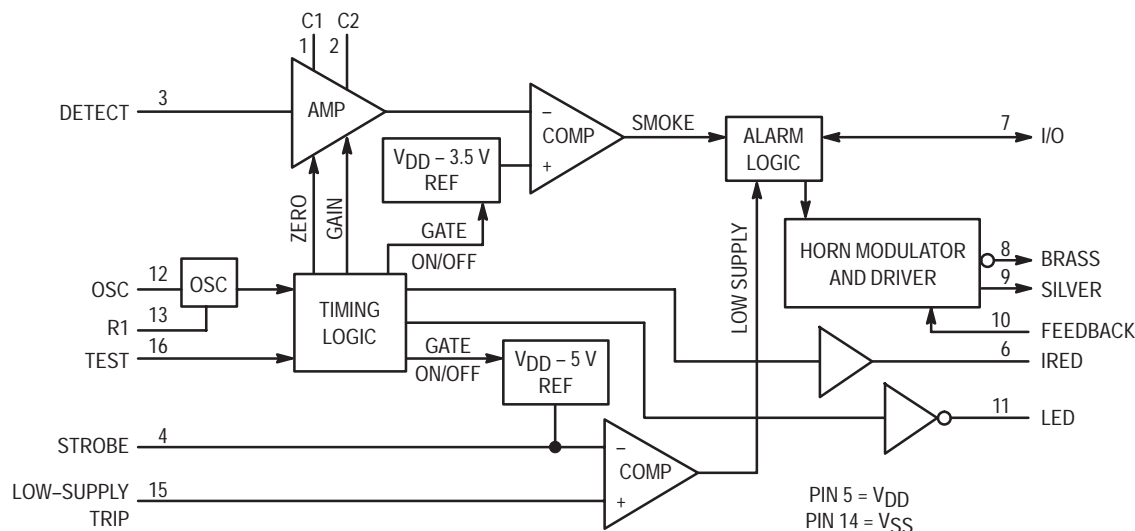 C1 C2
1 2
DETECT 3
AMP
–
COMP
+
SMOKE
ALARM
LOGIC
7 I/O
VDD – 3.5 V
REF
ZERO
GAIN
GATE
ON/OFF
LOW SUPPLY
HORN MODULATOR
AND DRIVER
8 BRASS
9 SILVER
10 FEEDBACK
OSC 12
OSC
R1 13
TEST 16
TIMING
LOGIC
GATE
ON/OFF
VDD – 5 V
REF
6 IRED
11 LED
STROBE 4
–
COMP
+
LOW–SUPPLY
TRIP
15
PIN 5 = VDD
PIN 14 = VSS